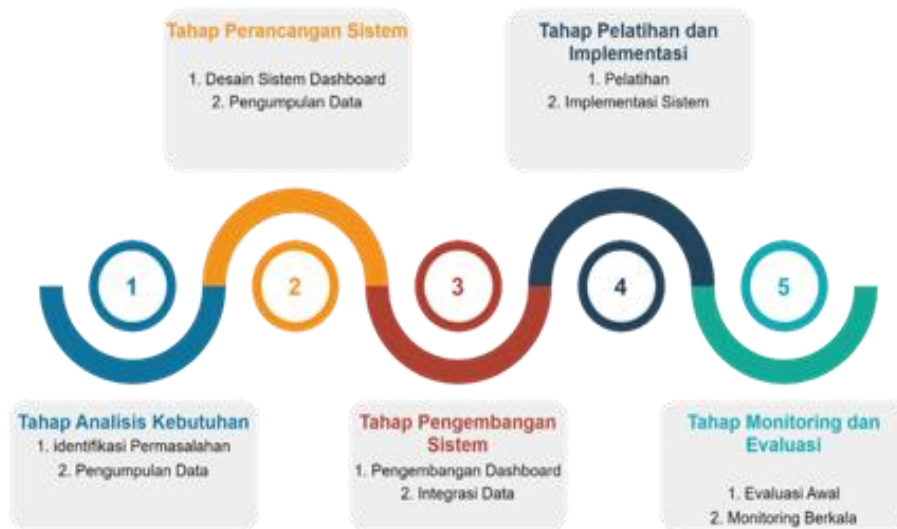 Tahap Perancangan Sistem
1. Desain Sistem Dashboard
2. Pengumpulan Data
Tahap Pelatihan dan
Implementasi
1. Pelatihan
2. Implementasi Sistem
1
2
3
4
5
Tahap Analisis Kebutuhan
1. identifikasi Permasalahan
2. Pengumpulan Data
Tahap Pengembangan
Sistem
1. Pengembangan Dashboard
2. Integrasi Data
Tahap Monitoring dan
Evaluasi
1. Evaluasi Awal
2. Monitoring Berkala